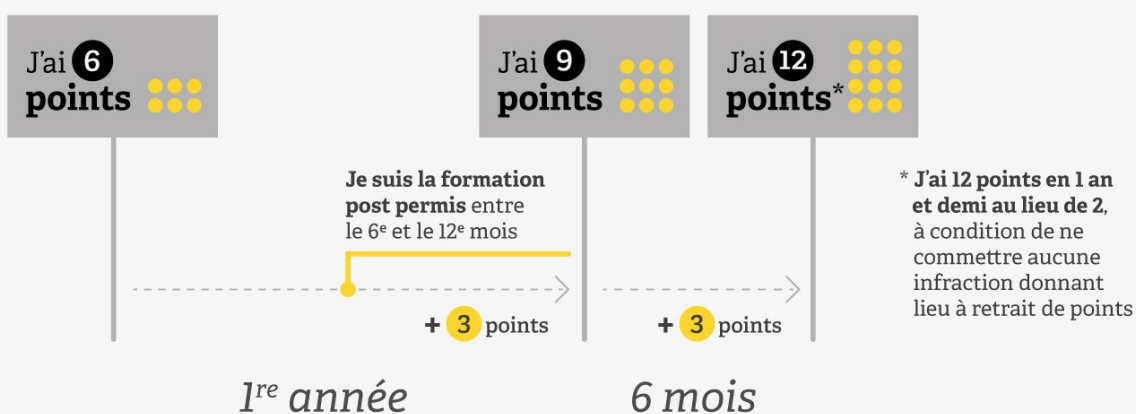 J'ai 6
points
J'ai 9
points
J'ai 12
points*
Je suis la formation
post permis entre
le 6e et le 12e mois
* J'ai 12 points en 1 an
et demi au lieu de 2,
à condition de ne
commettre aucune
infraction donnant
lieu à retrait de points
+ 3 points
+ 3 points
1re année
6 mois